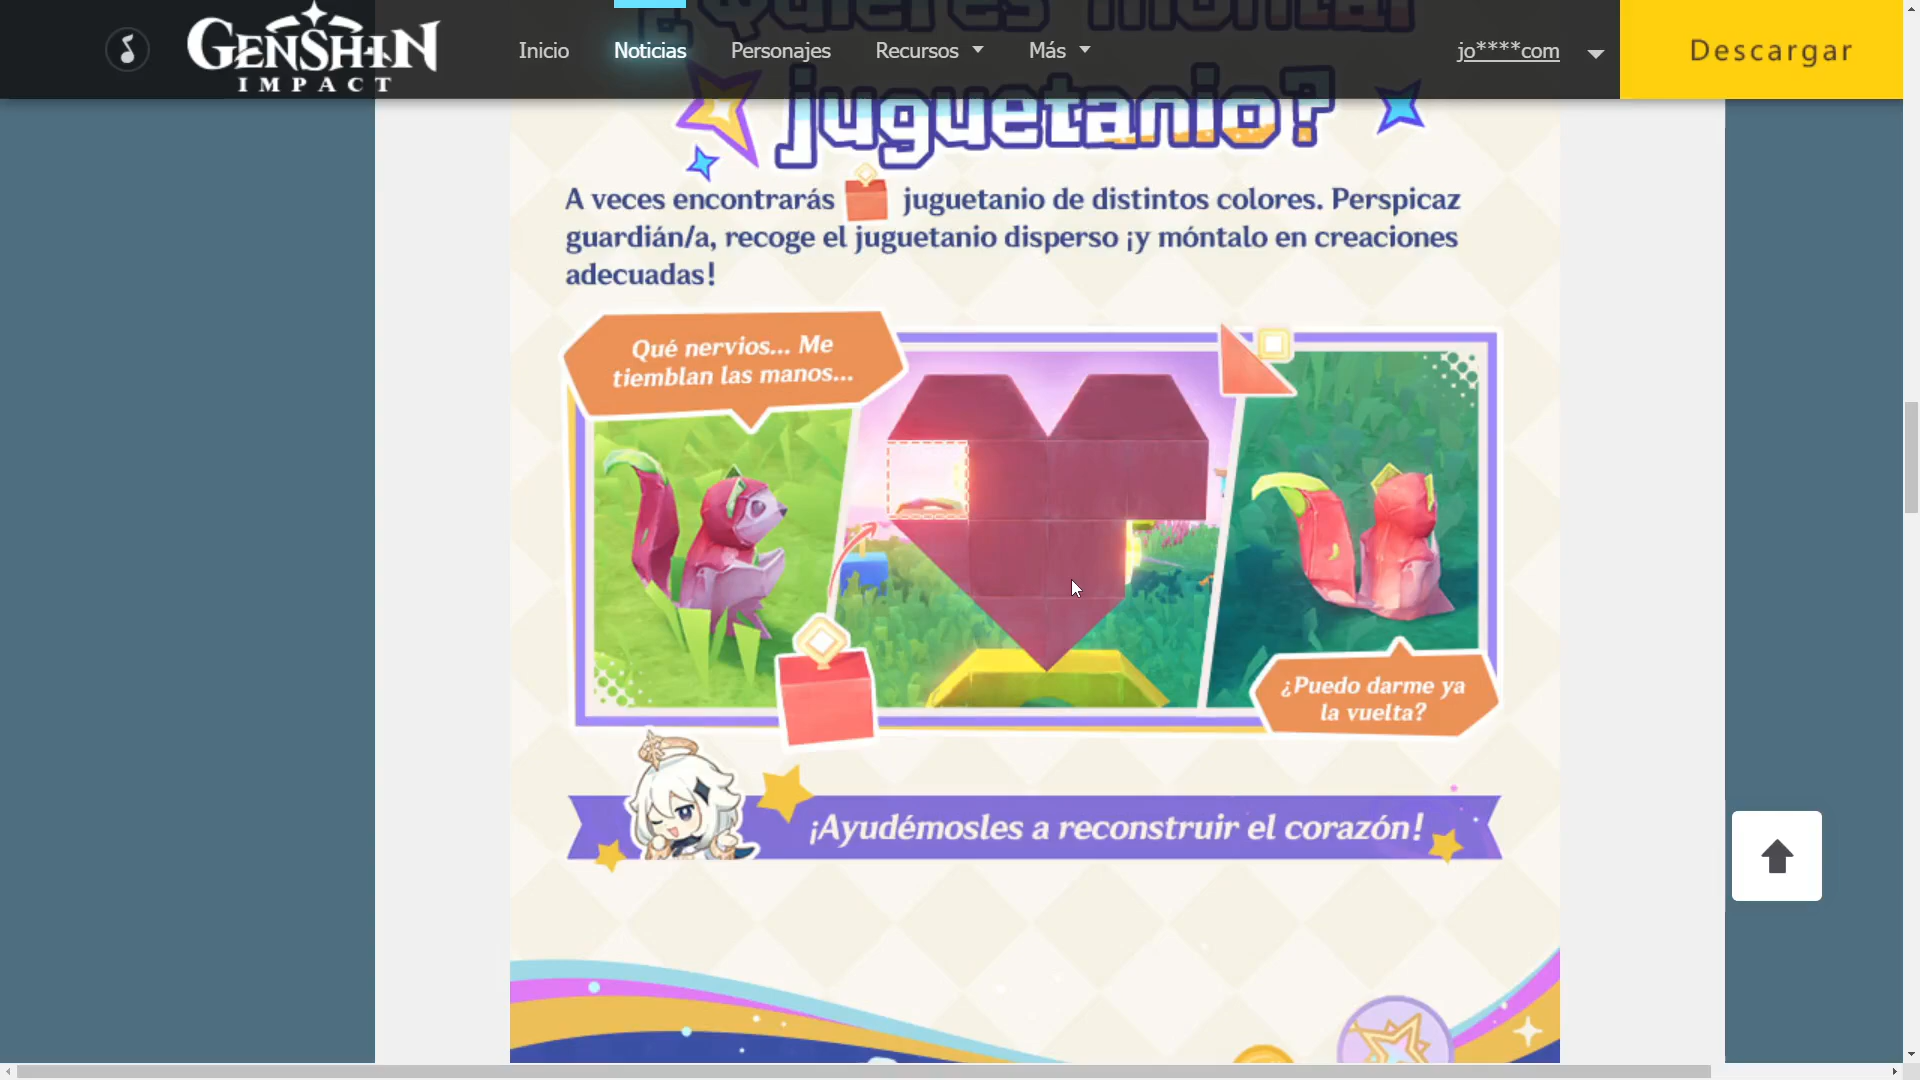 GENSHIN
IMPACT
Inicio
Noticias
Personajes
Recursos
Más
jo****com
Descargar
¿Quieres montar
juguetanio?
A veces encontrarás juguetanio de distintos colores. Perspicaz
guardián/a, recoge el juguetanio disperso ¡y móntalo en creaciones
adecuadas!
Qué nervios... Me
tiemblan las manos...
¿Puedo darme ya
la vuelta?
¡Ayudémosles a reconstruir el corazón!